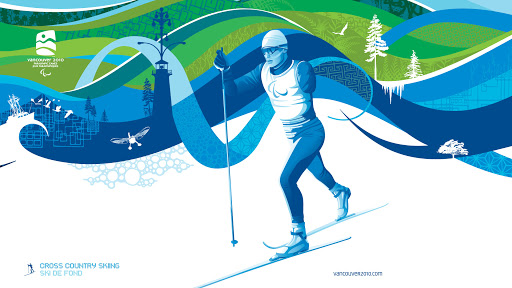 vancouver 2010
CROSS COUNTRY SKIING
SKI DE FOND
vancouver2010.com